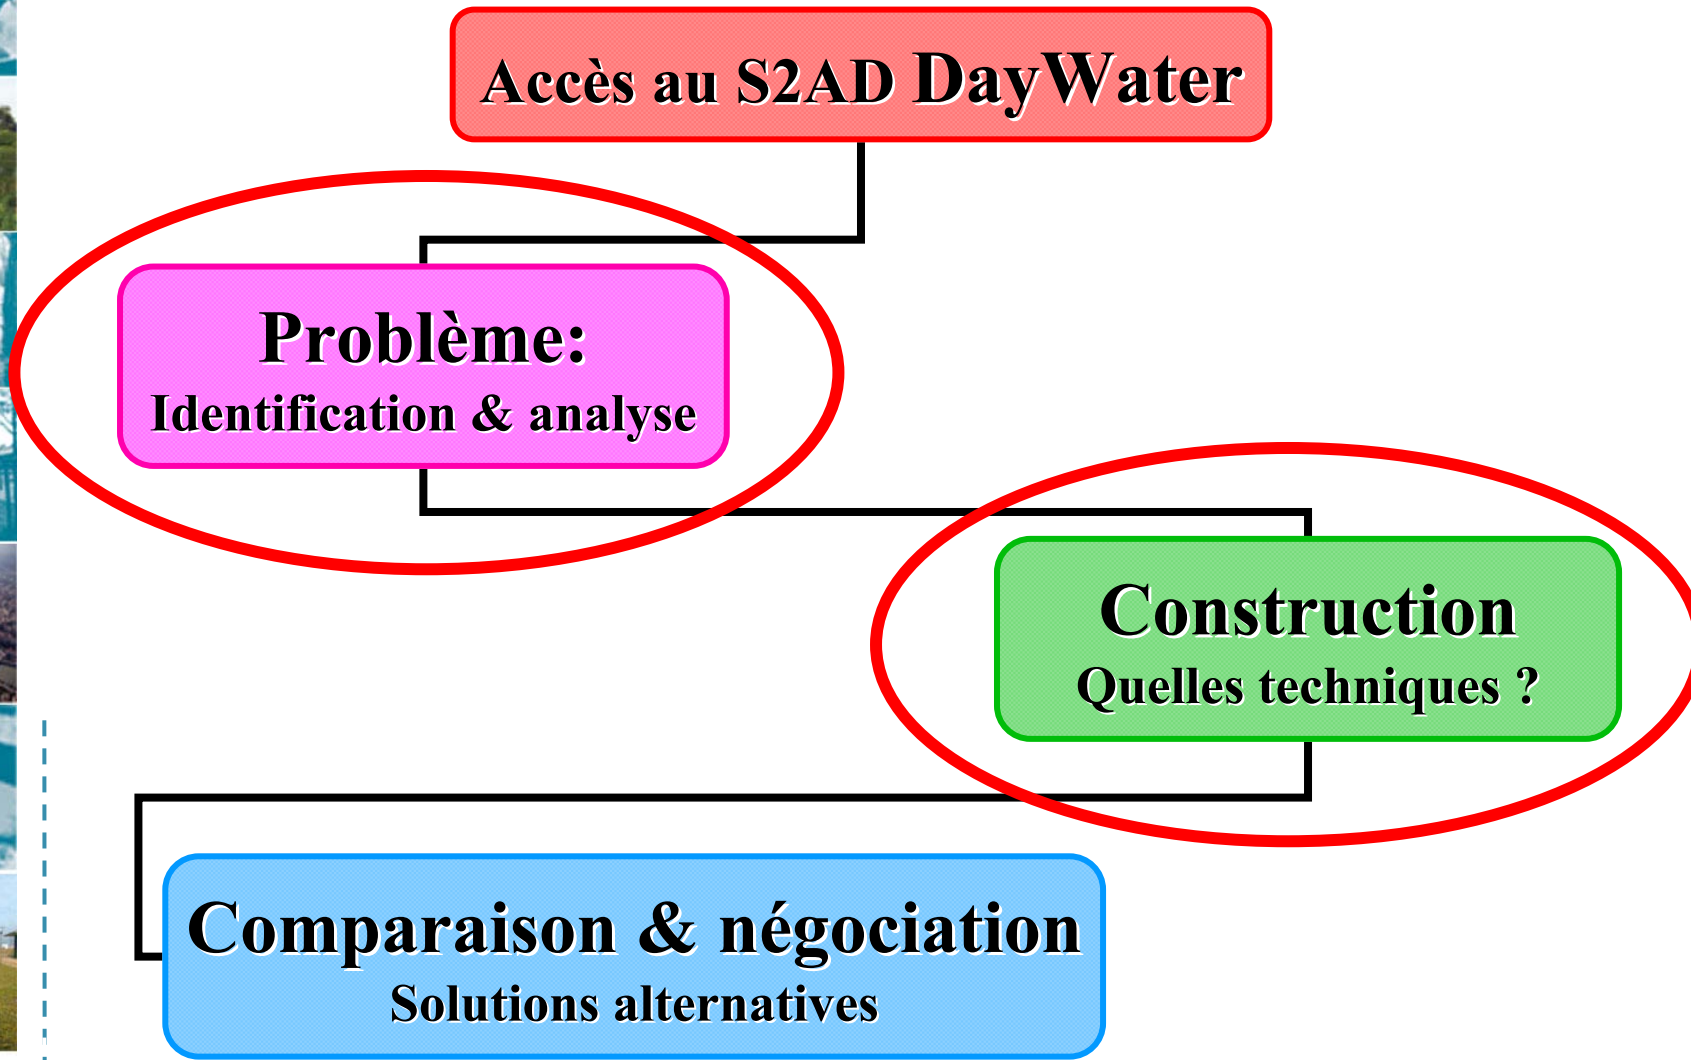 Accès au S2AD DayWater
Problème:
Identification & analyse
Construction
Quelles techniques ?
Comparaison & négociation
Solutions alternatives